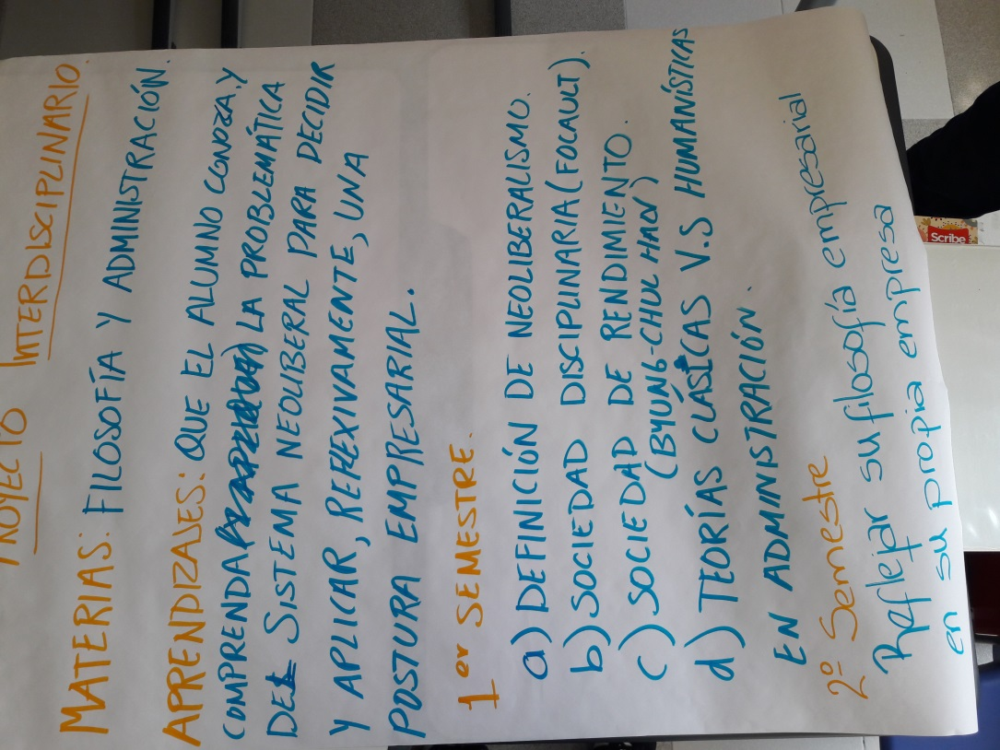 PROYECTO INTERDISCIPLINARIO.
MATERIAS: FILOSOFÍA Y ADMINISTRACIÓN.
APRENDIZAJES: QUE EL ALUMNO CONOZA, Y
COMPRENDA LA PROBLEMÁTICA
DEL SISTEMA NEOLIBERAL PARA DECIDIR
Y APLICAR, REFLEXIVAMENTE, UNA
POSTURA EMPRESARIAL.
1er SEMESTRE.
a) DEFINICIÓN DE NEOLIBERALISMO.
b) SOCIEDAD DISCIPLINARIA (FOCAULT).
c) SOCIEDAD DE RENDIMIENTO.
(BYUNG-CHUL HAN)
d) TEORÍAS CLÁSICAS V.S HUMANÍSTICAS
EN ADMINISTRACIÓN.
2º Semestre
Reflejar su filosofía empresarial
en su propia empresa
Scribe